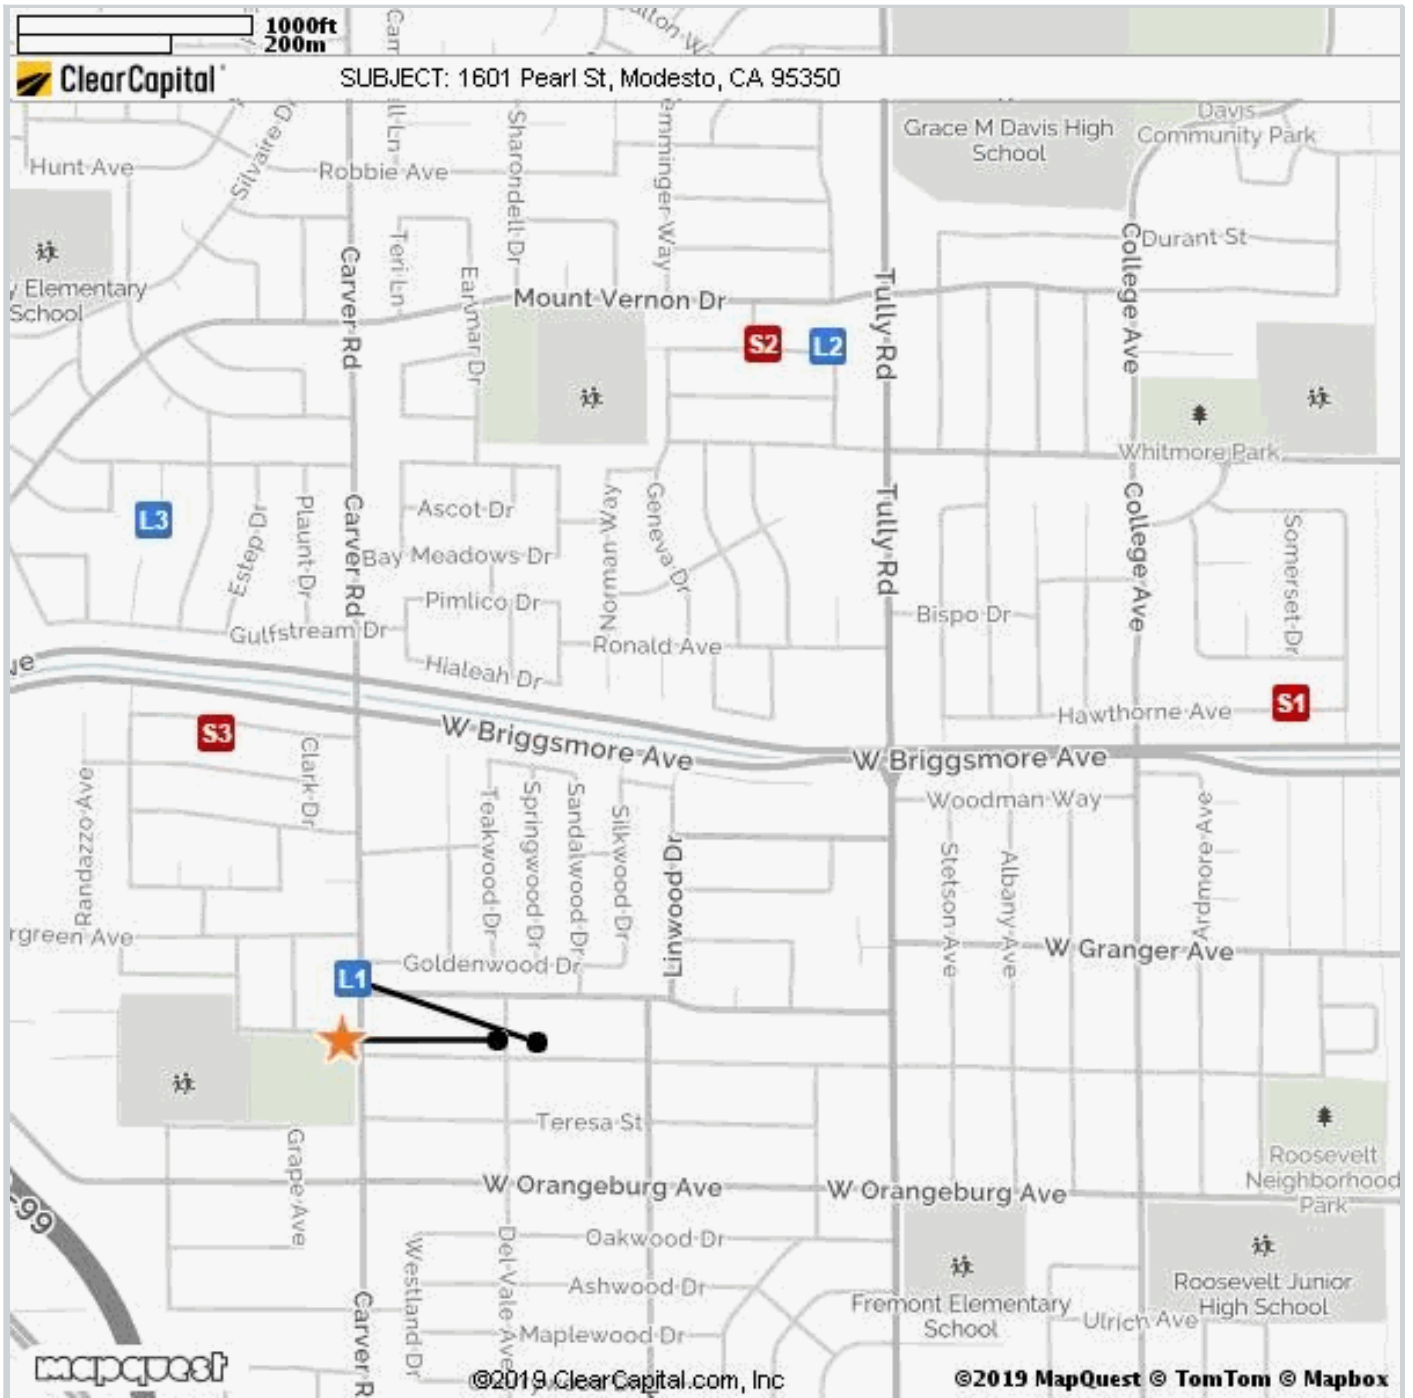 1000ft
200m
ClearCapital
SUBJECT: 1601 Pearl St, Modesto, CA 95350
Hunt Ave
Silvaire D
Robbie Ave
ll Ln
Sharondell Dr
emminger Way
Grace M Davis High
School
Davis
Community Park
Durant St
College Ave
Teri Ln
Carver Rd
Earlmar Dr
Mount Vernon Dr
Tully Rd
y Elementary
School
S2
L2
Whitmore Park
L3
Estep Dr
Plaunt Dr
Carver Rd
Ascot Dr
Bay Meadows Dr
Pimlico Dr
Norman Way
Geneva Dr
Tully Rd
College Ave
Somerset Dr
Bispo Dr
Gulfstream Dr
Ronald Ave
Hialeah Dr
S3
S1
Hawthorne Ave
W Briggsmore Ave
W Briggsmore Ave
Clark Dr
Randazzo Ave
Teakwood Dr
Springwood Dr
Sandalwood Dr
Silkwood Dr
Linwood Dr
Woodman Way
Stetson Ave
Albany Ave
Ardmore Ave
rgreen Ave
Goldenwood Dr
W Granger Ave
L1
Teresa St
Grape Ave
W Orangeburg Ave
W Orangeburg Ave
Roosevelt
Neighborhood
Park
-99
Westland Dr
Del Vale Ave
Oakwood Dr
Ashwood Dr
Maplewood Dr
Carver R
Fremont Elementary
School
Roosevelt Junior
High School
Ulrich Ave
mapquest
©2019 ClearCapital.com, Inc
©2019 MapQuest © TomTom © Mapbox